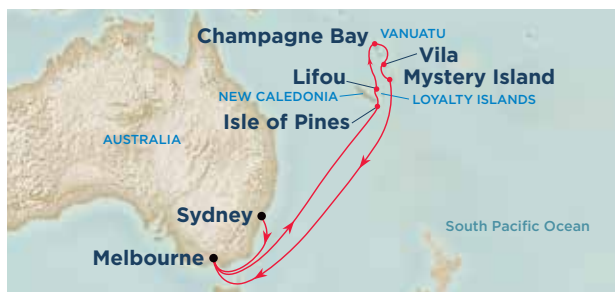 Champagne Bay
VANUATU
Vila
Lifou
Mystery Island
NEW CALEDONIA
LOYALTY ISLANDS
Isle of Pines
AUSTRALIA
Sydney
South Pacific Ocean
Melbourne